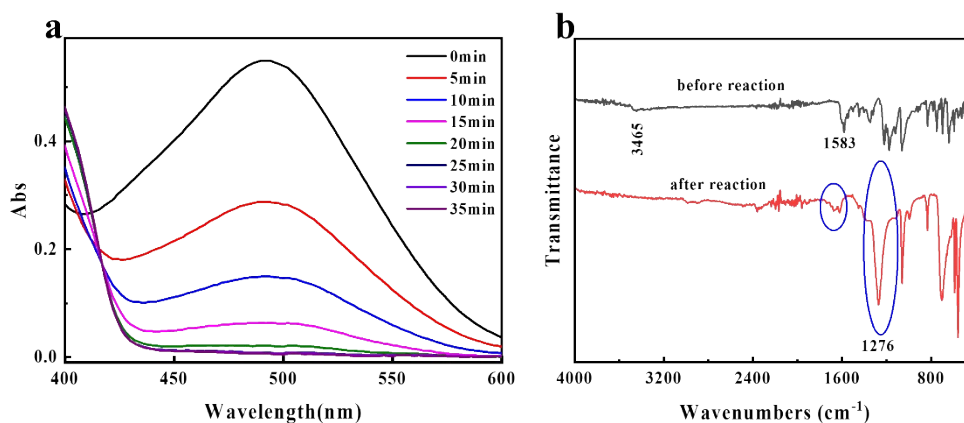 a
0min
5min
10min
15min
20min
25min
30min
35min
0.4
0.2
0.0
Abs
400
450
500
550
600
Wavelength(nm)
b
before reaction
3465
1583
after reaction
1276
Transmittance
4000
3200
2400
1600
800
Wavenumbers (cm⁻¹)